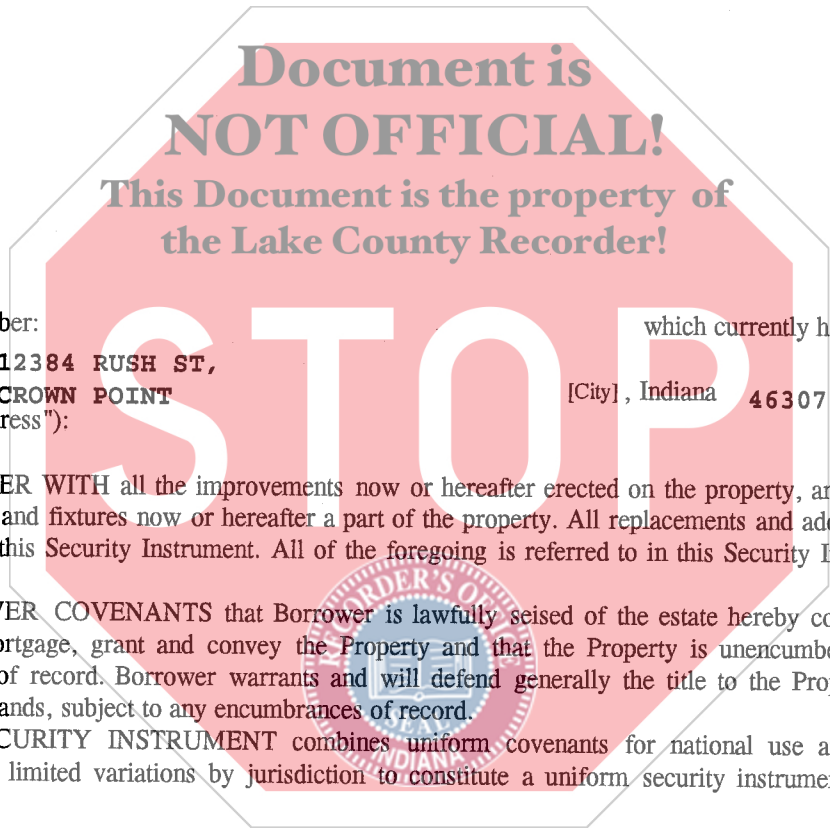 Document is
NOT OFFICIAL!
This Document is the property of
the Lake County Recorder!
STOP
ber:
which currently h
12384 RUSH ST,
CROWN POINT [City] , Indiana 46307
ress"):
ER WITH all the improvements now or hereafter erected on the property, an
and fixtures now or hereafter a part of the property. All replacements and add
this Security Instrument. All of the foregoing is referred to in this Security I
VER COVENANTS that Borrower is lawfully seised of the estate hereby co
ortgage, grant and convey the Property and that the Property is unencumbe
of record. Borrower warrants and will defend generally the title to the Prop
ands, subject to any encumbrances of record.
CURITY INSTRUMENT combines uniform covenants for national use a
limited variations by jurisdiction to constitute a uniform security instrume
RECORDER'S OFFICE
SEAL
INDIANA